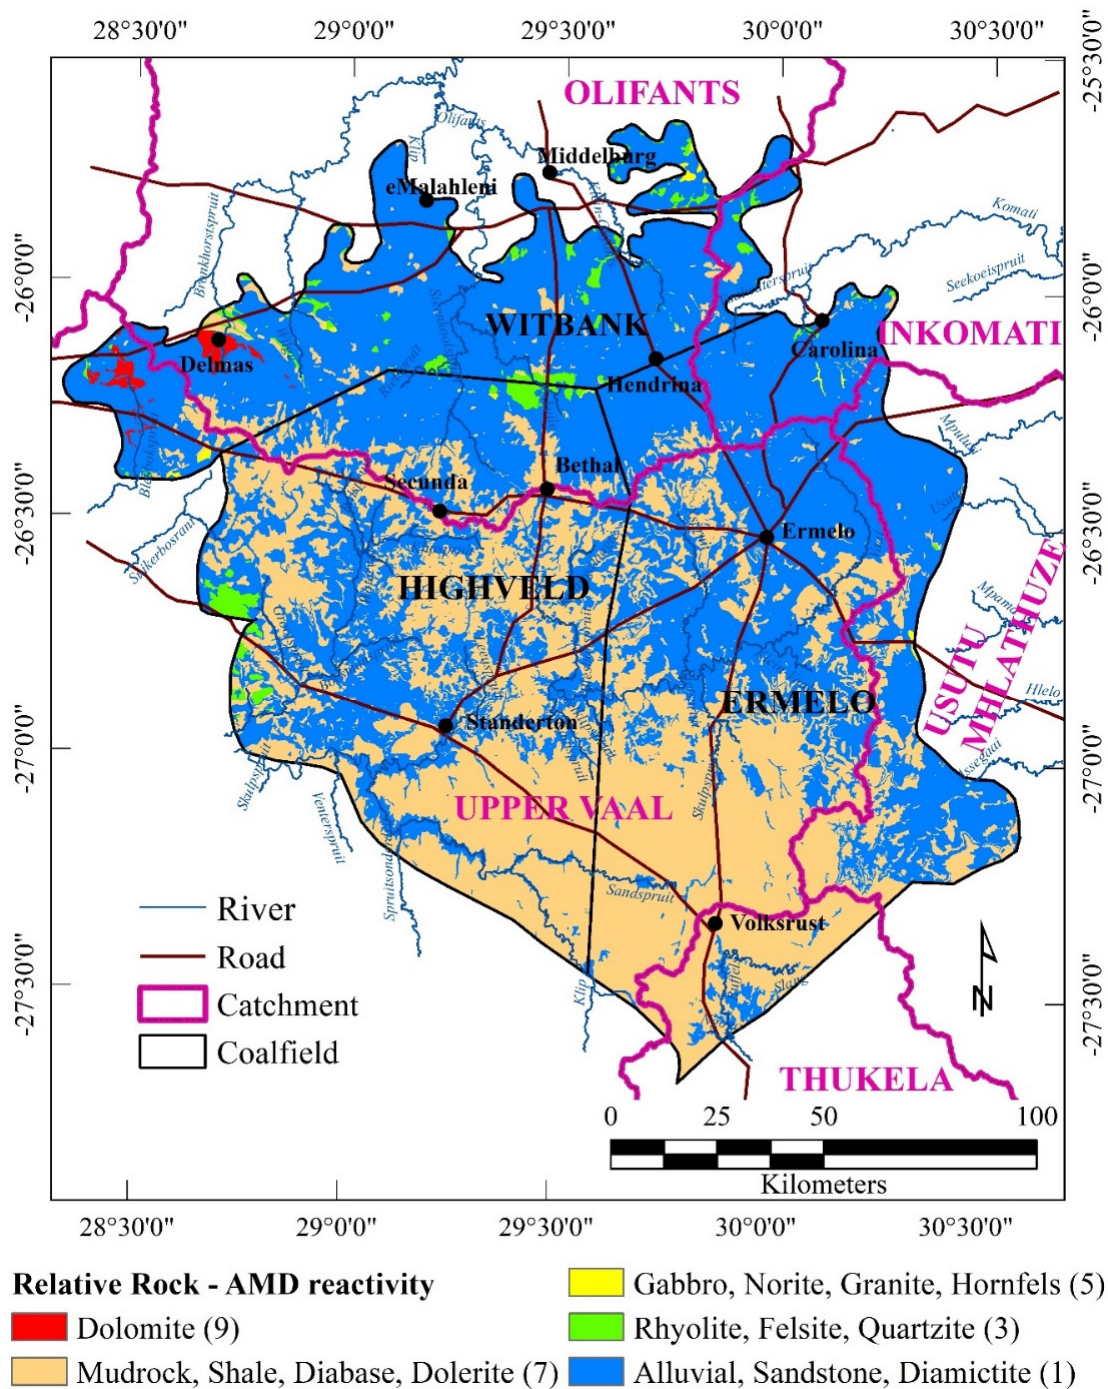 28°30'0" 29°0'0" 29°30'0" 30°0'0" 30°30'0"
-25°30'0"
-26°0'0"
-26°0'0"
-26°30'0"
-26°30'0"
-27°0'0"
-27°0'0"
-27°30'0"
-27°30'0"
OLIFANTS
Olifants
Klip
Middelburg
eMalahleni
Bronkhorstspruit
Komati
Seekoeispruit
WITBANK
INKOMATI
Carolina
Delmas
Hendrina
Mpuluzi
Usutu
Bethal
Secunda
Ermelo
HIGHVELD
USUTU
MHLATHUZE
Hlelo
ERMELO
Standerton
Skulpspruit
Venterspruit
Skulpspruit
UPPER VAAL
Sandspruit
Volksrust
Klip
Buffels
Slang
THUKELA
River
Road
Catchment
Coalfield
N
0 25 50 100
Kilometers
28°30'0" 29°0'0" 29°30'0" 30°0'0" 30°30'0"
Relative Rock - AMD reactivity
Dolomite (9)
Mudrock, Shale, Diabase, Dolerite (7)
Gabbro, Norite, Granite, Hornfels (5)
Rhyolite, Felsite, Quartzite (3)
Alluvial, Sandstone, Diamictite (1)